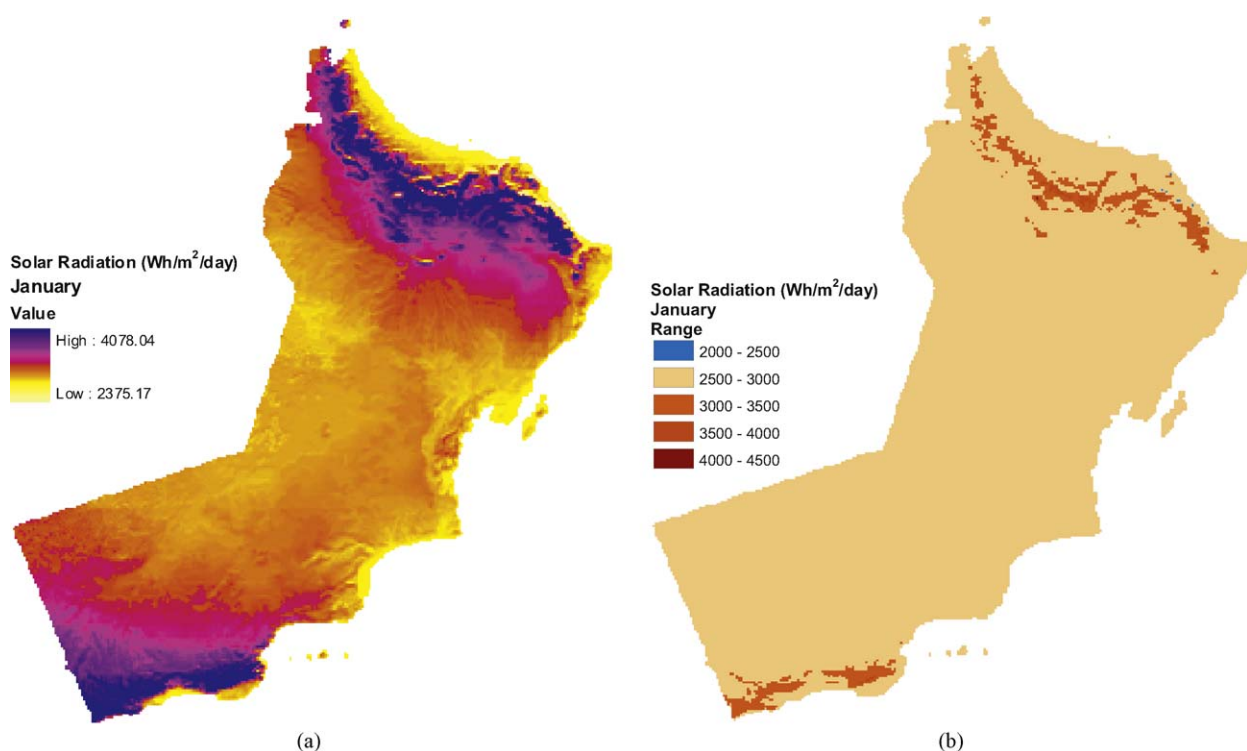 Solar Radiation (Wh/m²/day)
January
Value
High : 4078.04
Low : 2375.17
(a)
Solar Radiation (Wh/m²/day)
January
Range
2000 - 2500
2500 - 3000
3000 - 3500
3500 - 4000
4000 - 4500
(b)